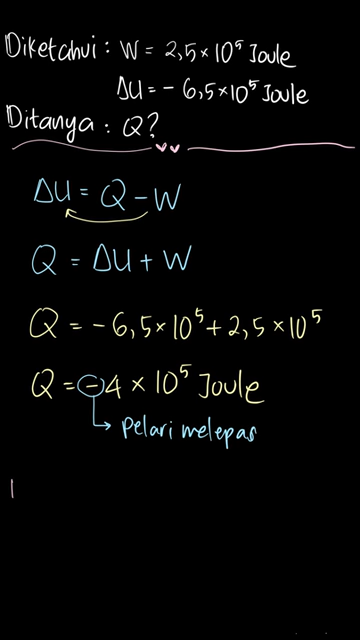 Diketahui : W = 2,5 × 10⁵ Joule
ΔU = - 6,5 × 10⁵ Joule
Ditanya : Q?
ΔU = Q - W
Q = ΔU + W
Q = - 6,5 × 10⁵ + 2,5 × 10⁵
Q = - 4 × 10⁵ Joule
pelari melepas